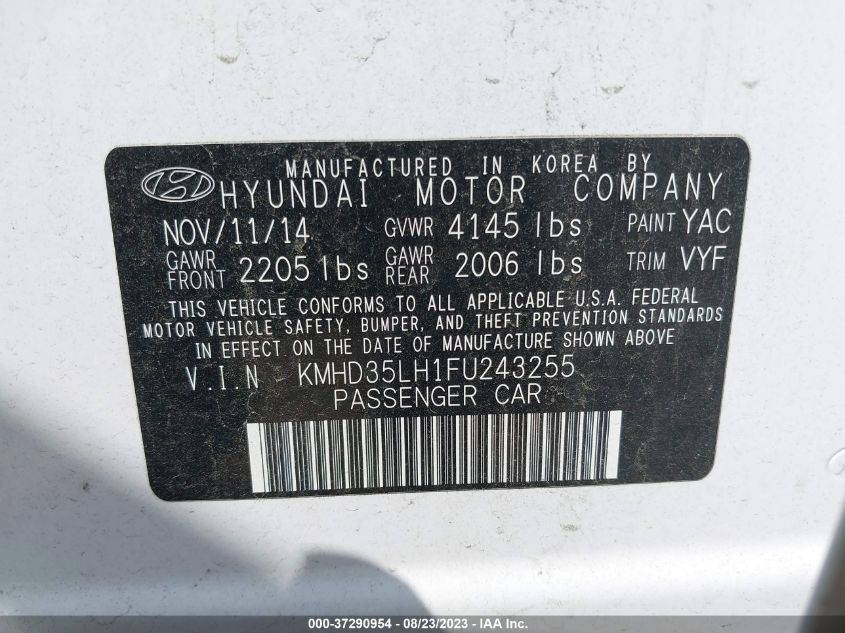 MANUFACTURED IN KOREA BY
HYUNDAI MOTOR COMPANY
NOV/11/14 GVWR 4145 lbs PAINT YAC
GAWR FRONT 2205 lbs GAWR REAR 2006 lbs TRIM VYF
THIS VEHICLE CONFORMS TO ALL APPLICABLE U.S.A. FEDERAL
MOTOR VEHICLE SAFETY, BUMPER, AND THEFT PREVENTION STANDARDS
IN EFFECT ON THE DATE OF MANUFACTURE SHOWN ABOVE
V.I.N KMHD35LH1FU243255
PASSENGER CAR
000-37290954 - 08/23/2023 - IAAI.COM